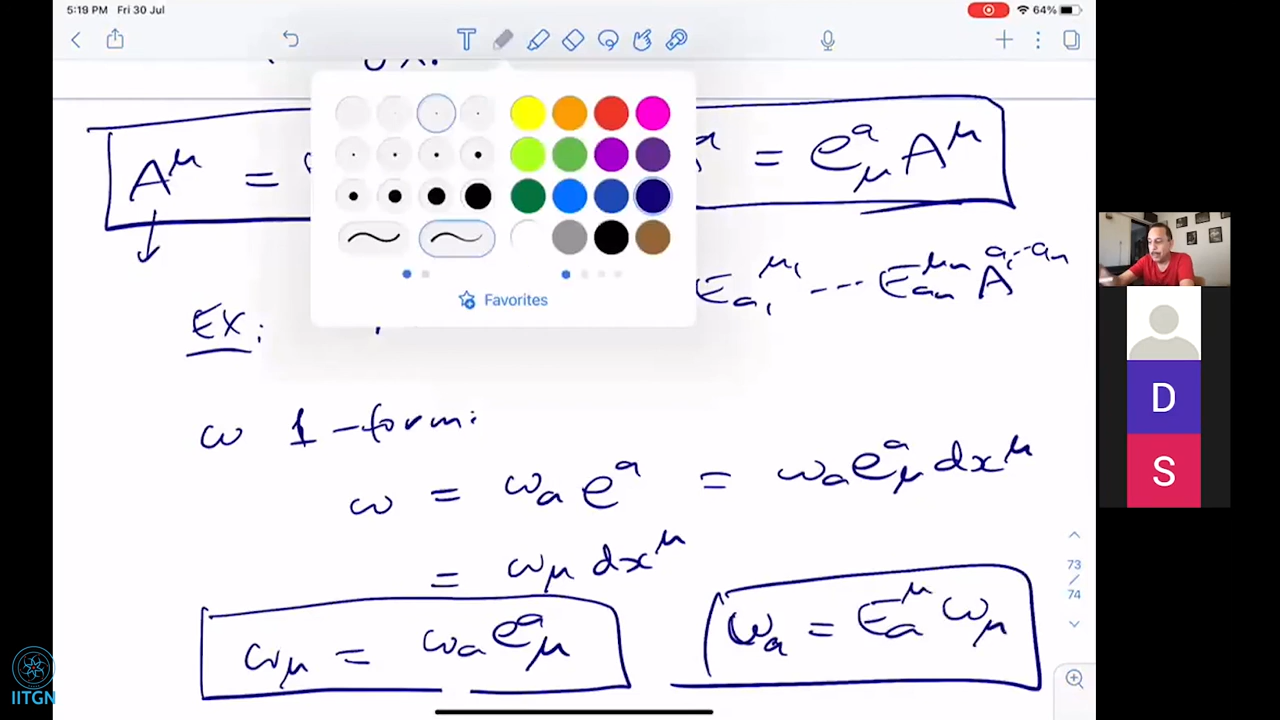 5:19 PM Fri 30 Jul
64%
A^μ =
= e^a_μ A^μ
Favorites
E_{a_1}^{μ_1} ---- E_{a_n}^{μ_n} A^{a_1..a_n}
Ex:
ω 1-form:
ω = ω_a e^a = ω_a e^a_μ dx^μ
= ω_μ dx^μ
73
/
74
ω_μ = ω_a e^a_μ
ω_a = E_a^μ ω_μ
D
S
IITGN